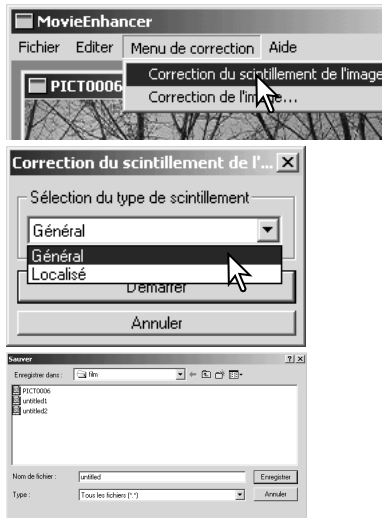 MovieEnhancer
Fichier Editer Menu de correction Aide
Correction du scintillement de l'image
PICT0006
Correction de l'image...
Correction du scintillement de l'...
Sélection du type de scintillement
Général
Général
Localisé
Démarrer
Annuler
Sauver
Enregistrer dans : film
PICT0006
untitled1
untitled2
Nom de fichier : untitled Enregistrer
Type : Tous les fichiers (*.*) Annuler